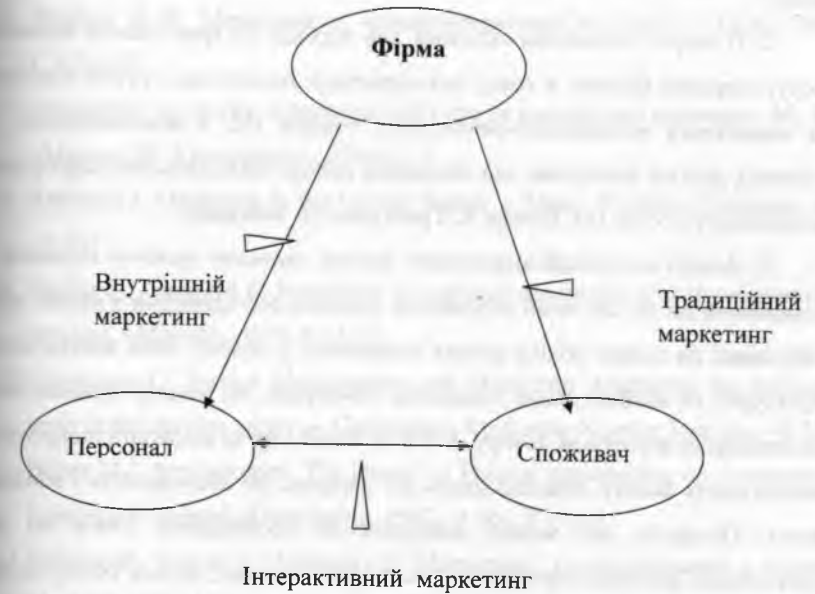 Фірма
Внутрішній
маркетинг
Традиційний
маркетинг
Персонал
Споживач
Інтерактивний маркетинг